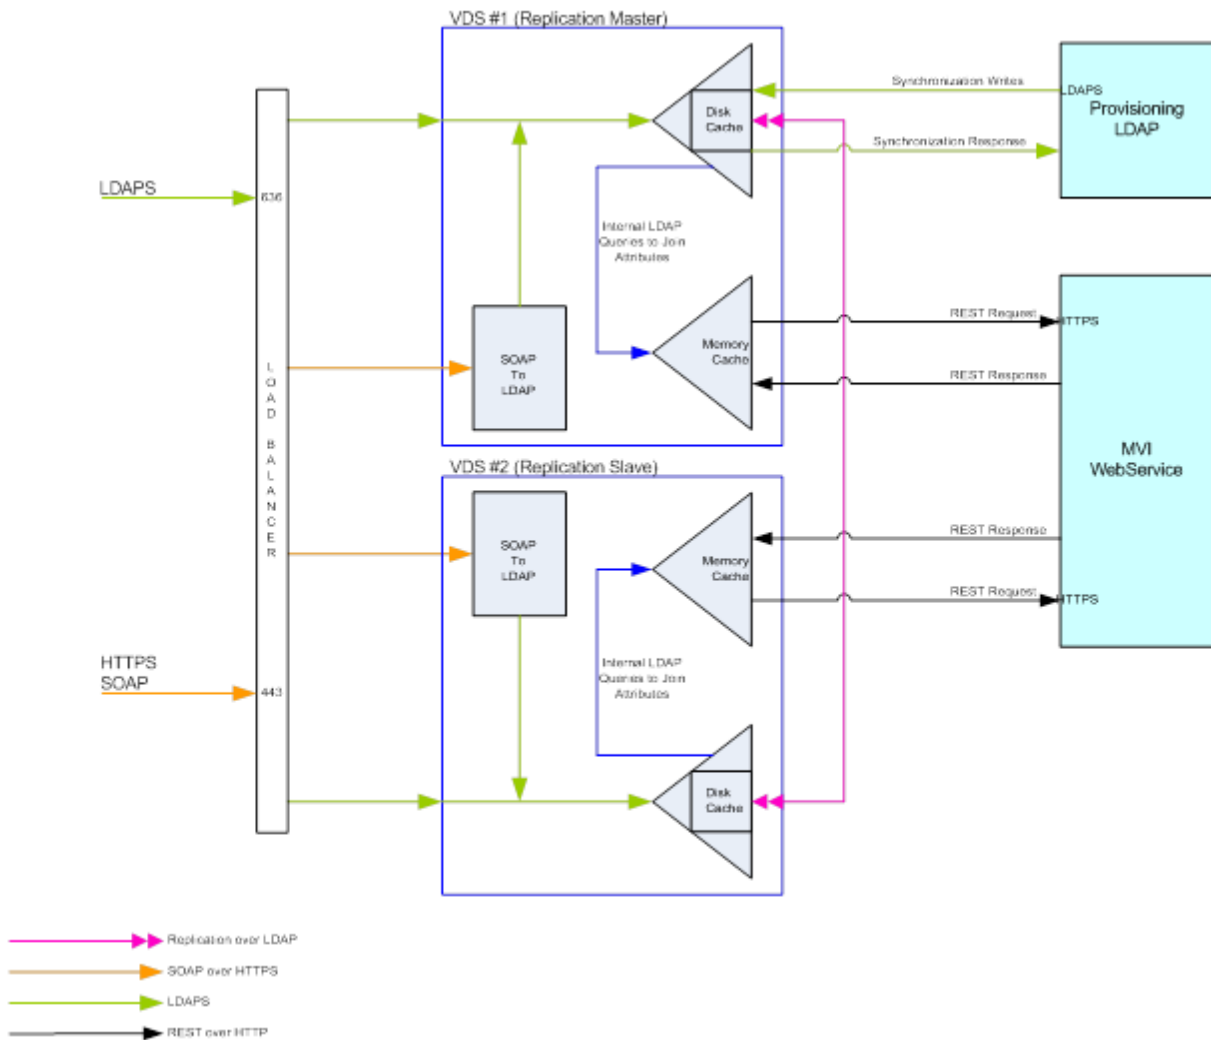 VDS #1 (Replication Master)
Synchronization Writes
LDAPS
Provisioning
LDAP
Disk
Cache
Synchronization Response
LDAPS
636
Internal LDAP
Queries to Join
Attributes
REST Request
HTTPS
Memory
Cache
SOAP
To
LDAP
REST Response
LOAD BALANCER
MVI
WebService
VDS #2 (Replication Slave)
SOAP
To
LDAP
Memory
Cache
REST Response
REST Request
HTTPS
HTTPS
SOAP
443
Internal LDAP
Queries to Join
Attributes
Disk
Cache
Replication over LDAP
SOAP over HTTPS
LDAPS
REST over HTTP